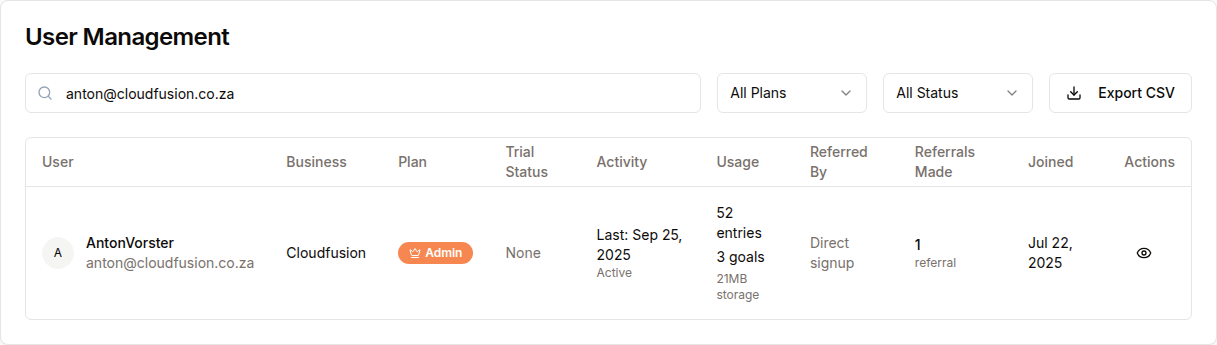 User Management
anton@cloudfusion.co.za
All Plans
All Status
Export CSV
User
Business
Plan
Trial
Status
Activity
Usage
Referred
By
Referrals
Made
Joined
Actions
A
AntonVorster
anton@cloudfusion.co.za
Cloudfusion
Admin
None
Last: Sep 25,
2025
Active
52
entries
3 goals
21MB
storage
Direct
signup
1
referral
Jul 22,
2025